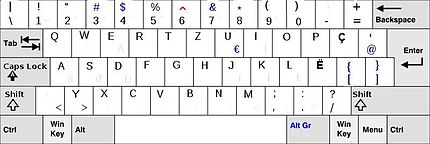 | ! " # $ % ^ & * ( ) _ + Backspace
\ 1 2 3 4 5 6 7 8 9 0 - =
Tab Q W E R T Z U I O P Ç ' Enter
€ @
Caps Lock A S D F G H J K L Ë { }
[ ]
Shift > Y X C V B N M ; : ? Shift
< , . /
Ctrl Win Key Alt Alt Gr Win Key Menu Ctrl